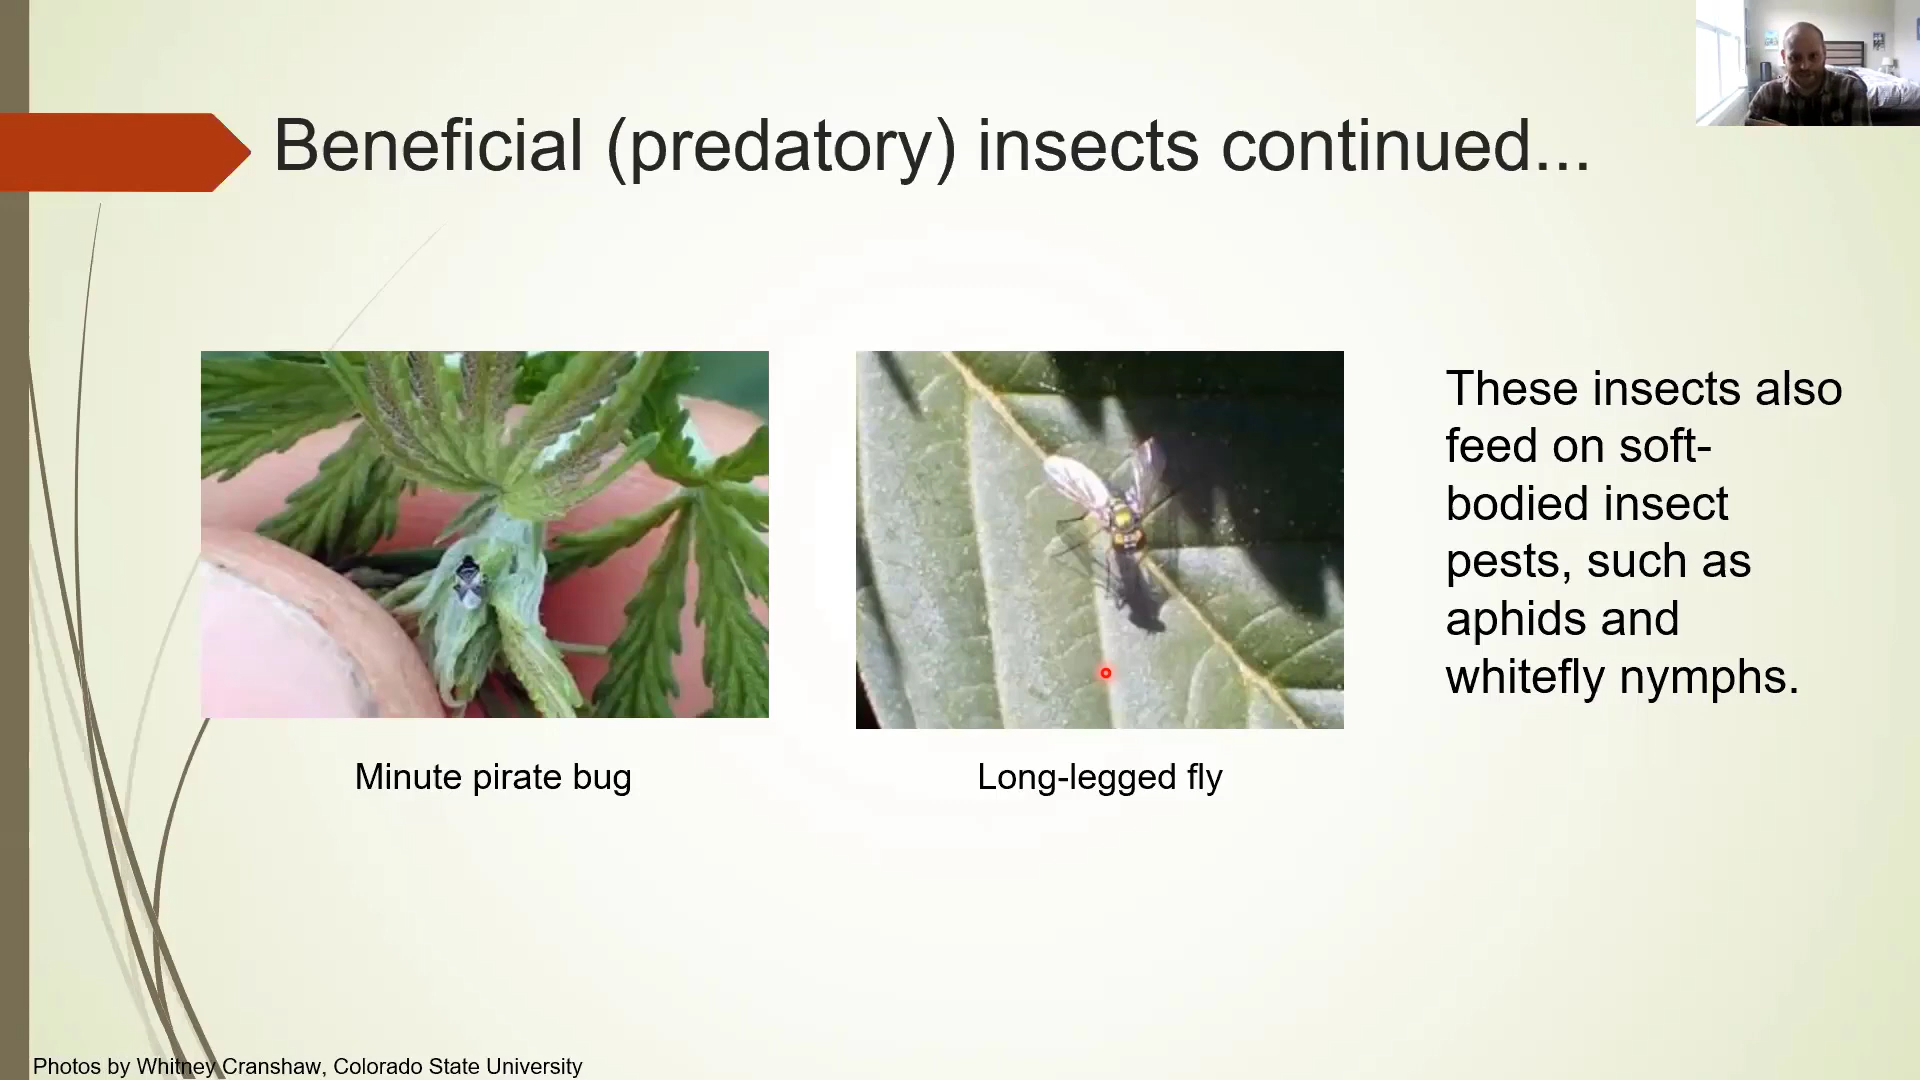 Beneficial (predatory) insects continued...
These insects also
feed on soft-
bodied insect
pests, such as
aphids and
whitefly nymphs.
Minute pirate bug
Long-legged fly
Photos by Whitney Cranshaw, Colorado State University